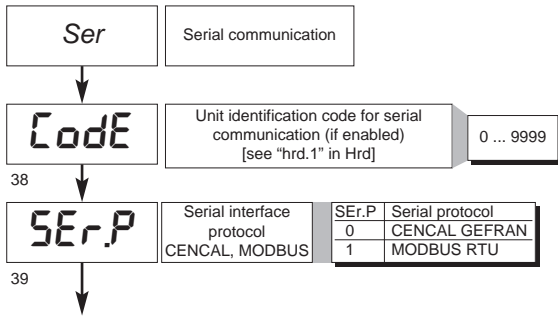 Ser
Serial communication
CodE
Unit identification code for serial
communication (if enabled)
[see “hrd.1” in Hrd]
0 ... 9999
38
SEr.P
Serial interface
protocol
CENCAL, MODBUS
SEr.P Serial protocol
0 CENCAL GEFRAN
1 MODBUS RTU
39